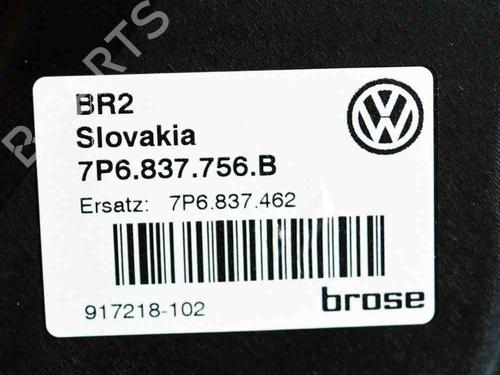 BR2
Slovakia
7P6.837.756.B
Ersatz: 7P6.837.462
917218-102
brose